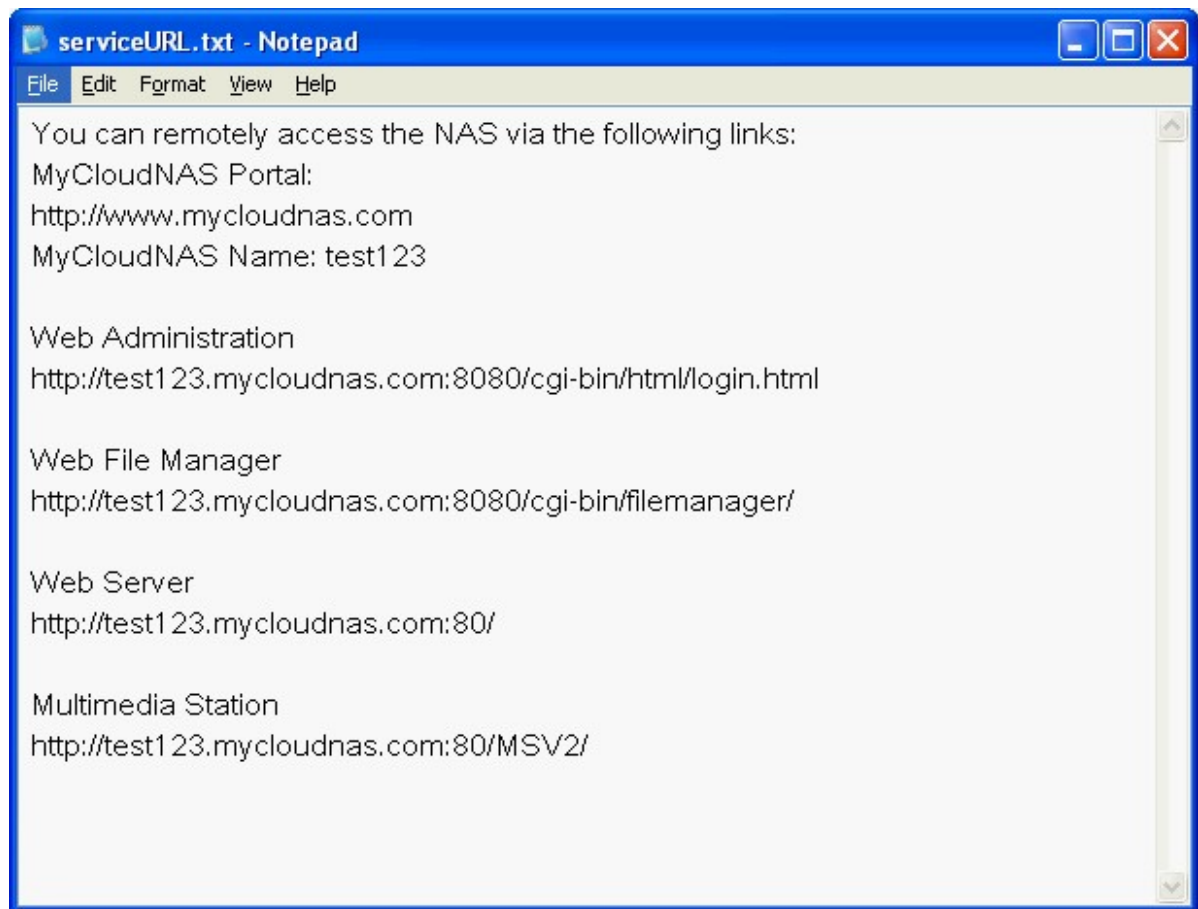 serviceURL.txt - Notepad
File Edit Format View Help
You can remotely access the NAS via the following links:
MyCloudNAS Portal:
http://www.mycloudnas.com
MyCloudNAS Name: test123
Web Administration
http://test123.mycloudnas.com:8080/cgi-bin/html/login.html
Web File Manager
http://test123.mycloudnas.com:8080/cgi-bin/filemanager/
Web Server
http://test123.mycloudnas.com:80/
Multimedia Station
http://test123.mycloudnas.com:80/MSV2/